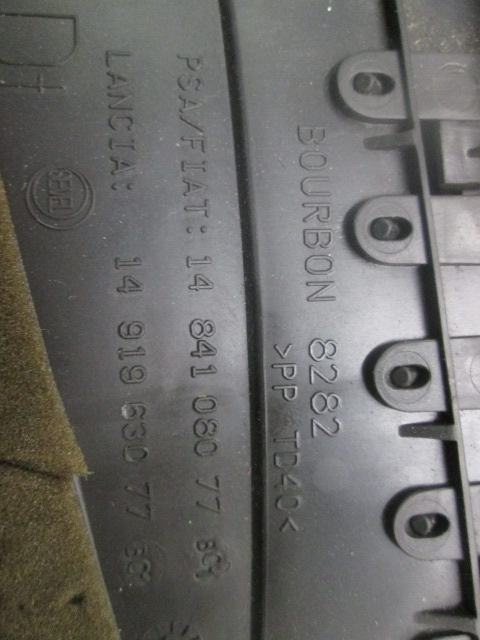 BOURBON 8282
>PP TD40<
PSA/FIAT: 14 841 080 77
LANCIA: 14 919 630 77